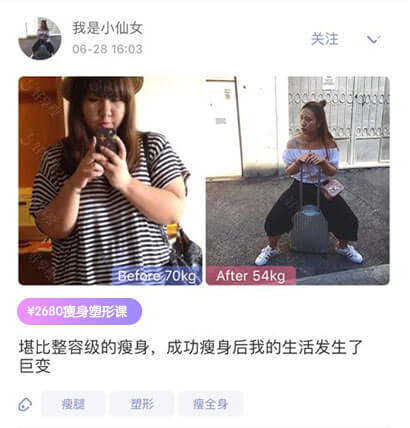 我是小仙女
06-28 16:03
关注
Before 70kg
After 54kg
¥2680瘦身塑形课
堪比整容级的瘦身，成功瘦身后我的生活发生了
巨变
瘦腿
塑形
瘦全身